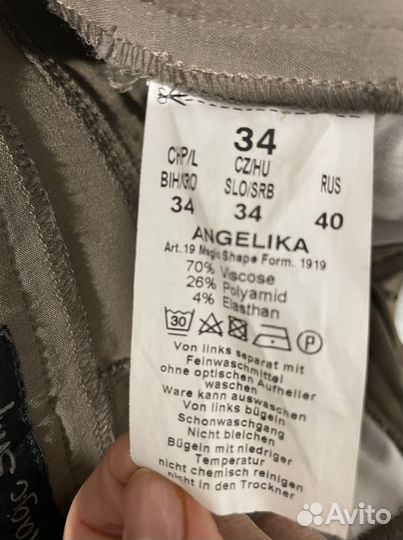 34
CZ/HU
BIH/RO SLO/SRB RUS
34 34 40
ANGELIKA
Art. 19 Magic Shape Form. 1919
70% Viscose
26% Polyamid
4% Elasthan
30 P
Von links separat mit
Feinwaschmittel
ohne optischen Aufheller
waschen
Ware kann auswaschen
Von links bügeln
Schonwaschgang
Nicht bleichen
Bügeln mit niedriger
Temperatur
nicht chemisch reinigen
nicht in den Trockner
Avito